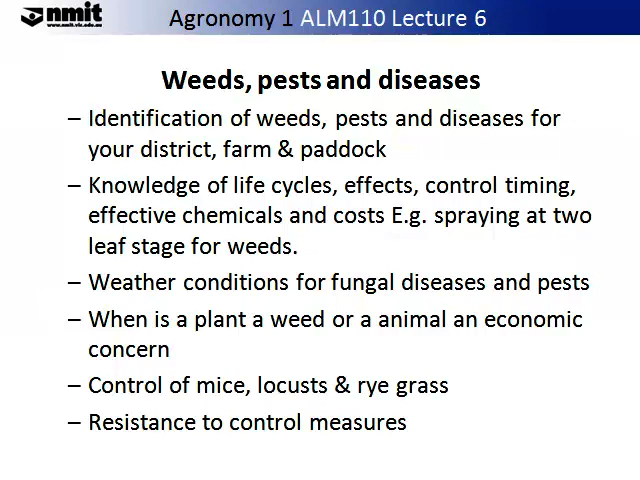 nmit
www.nmit.vic.edu.au
Agronomy 1 ALM110 Lecture 6
Weeds, pests and diseases
– Identification of weeds, pests and diseases for
your district, farm & paddock
– Knowledge of life cycles, effects, control timing,
effective chemicals and costs E.g. spraying at two
leaf stage for weeds.
– Weather conditions for fungal diseases and pests
– When is a plant a weed or a animal an economic
concern
– Control of mice, locusts & rye grass
– Resistance to control measures